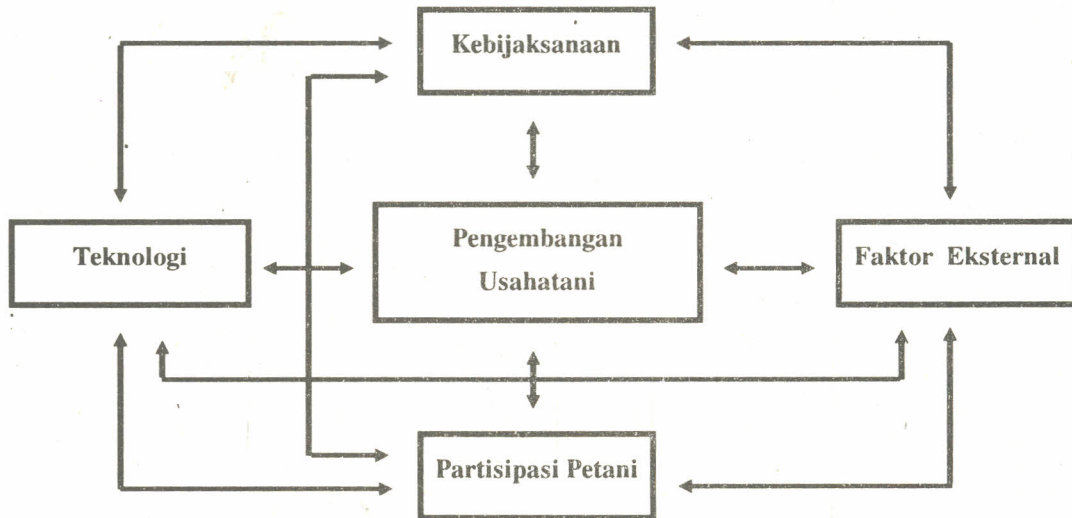 Kebijaksanaan
Teknologi
Pengembangan
Usahatani
Faktor Eksternal
Partisipasi Petani